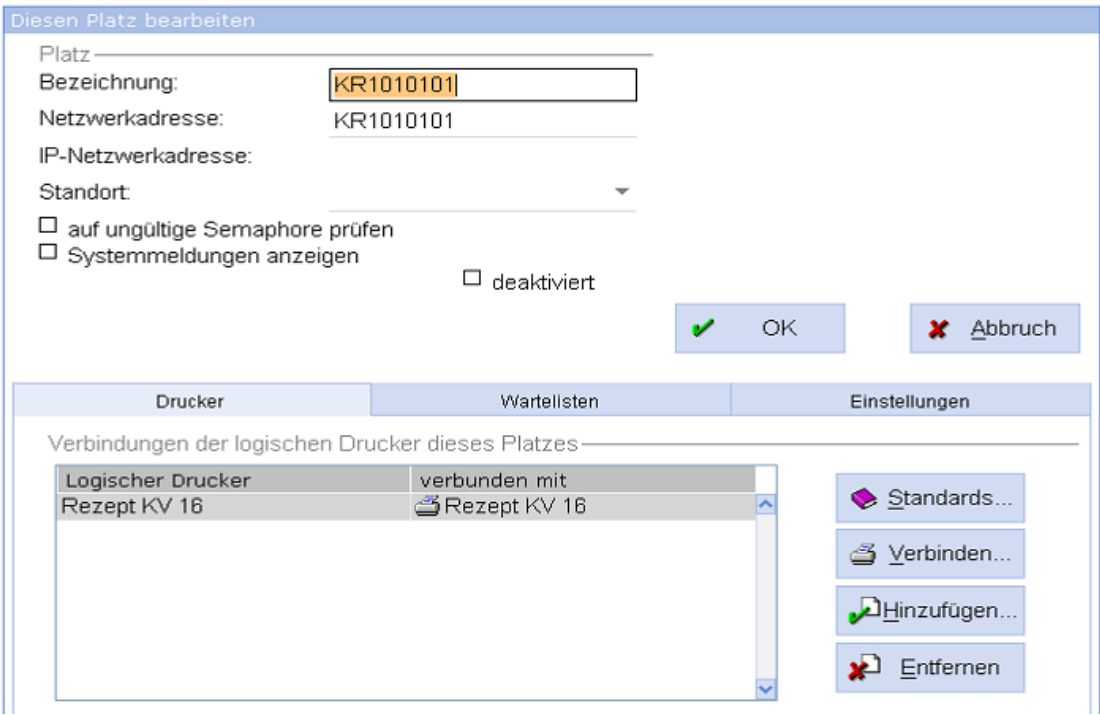 Diesen Platz bearbeiten
Platz
Bezeichnung: KR1010101
Netzwerkadresse: KR1010101
IP-Netzwerkadresse:
Standort:
auf ungültige Semaphore prüfen
Systemmeldungen anzeigen
deaktiviert
OK Abbruch
Drucker Wartelisten Einstellungen
Verbindungen der logischen Drucker dieses Platzes
Logischer Drucker verbunden mit
Rezept KV 16 Rezept KV 16
Standards...
Verbinden...
Hinzufügen...
Entfernen